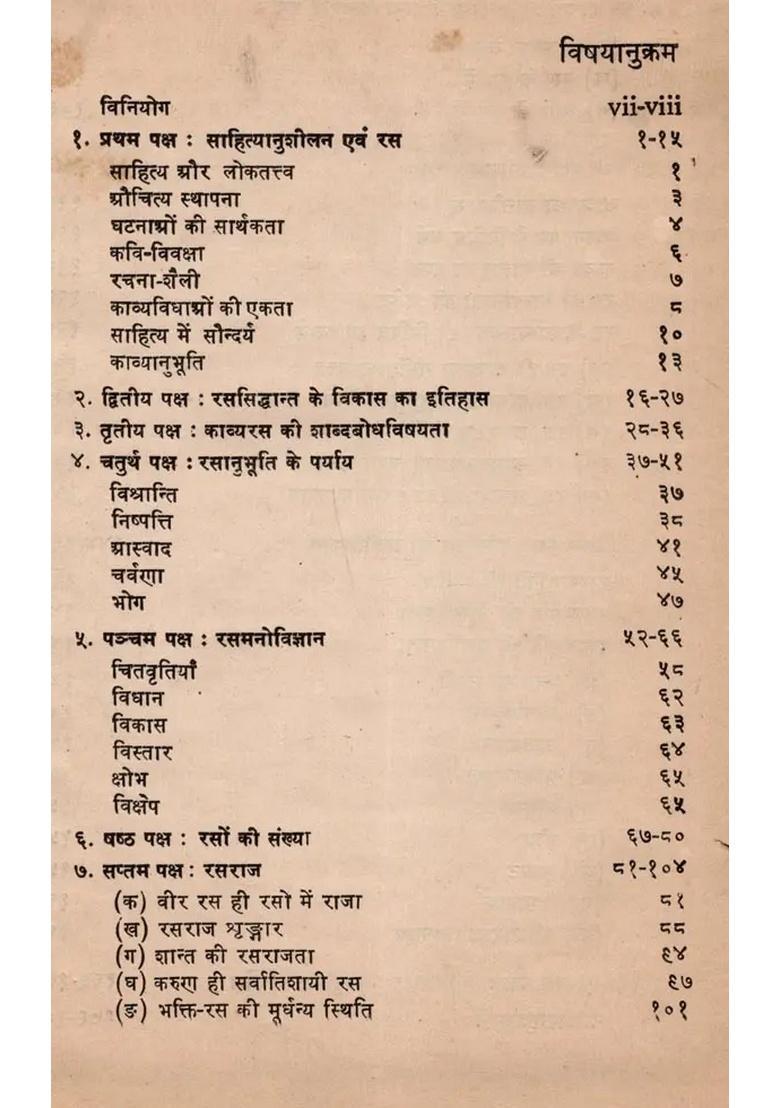 विषयानुक्रम
विनियोग vii-viii
१. प्रथम पक्ष : साहित्यानुशीलन एवं रस १-१५
साहित्य और लोकतत्त्व १
औचित्य स्थापना ३
घटनाओं की सार्थकता ४
कवि-विवक्षा ६
रचना-शैली ७
काव्यविधाओं की एकता ८
साहित्य में सौन्दर्य १०
काव्यानुभूति १३
२. द्वितीय पक्ष : रससिद्धान्त के विकास का इतिहास १६-२७
३. तृतीय पक्ष : काव्यरस की शाब्दबोधविषयता २८-३६
४. चतुर्थ पक्ष : रसानुभूति के पर्याय ३७-५१
विश्रान्ति ३७
निष्पत्ति ३८
आस्वाद ४१
चर्वणा ४५
भोग ४७
५. पञ्चम पक्ष : रसमनोविज्ञान ५२-६६
चितवृतियाँ ५८
विधान ६२
विकास ६३
विस्तार ६४
क्षोभ ६५
विक्षेप ६५
६. षष्ठ पक्ष : रसों की संख्या ६७-८०
७. सप्तम पक्ष : रसराज ८१-१०४
(क) वीर रस ही रसो में राजा ८१
(ख) रसराज शृङ्गार ८८
(ग) शान्त की रसराजता ९४
(घ) करुण ही सर्वातिशायी रस ९७
(ङ) भक्ति-रस की मूर्धन्य स्थिति १०१